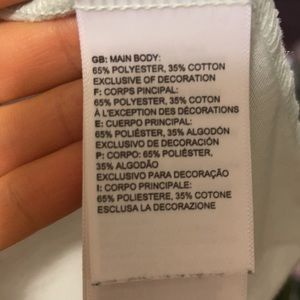 GB: MAIN BODY:
65% POLYESTER, 35% COTTON
EXCLUSIVE OF DECORATION
F: CORPS PINCIPAL:
65% POLYESTER, 35% COTON
À L'EXCEPTION DES DÉCORATIONS
E: CUERPO PRINCIPAL:
65% POLIÉSTER, 35% ALGODÓN
EXCLUSIVO DE DECORACIÓN
P: CORPO: 65% POLIÉSTER,
35% ALGODÃO
EXCLUSIVO PARA DECORAÇÃO
I: CORPO PRINCIPALE:
65% POLIESTERE, 35% COTONE
ESCLUSA LA DECORAZIONE